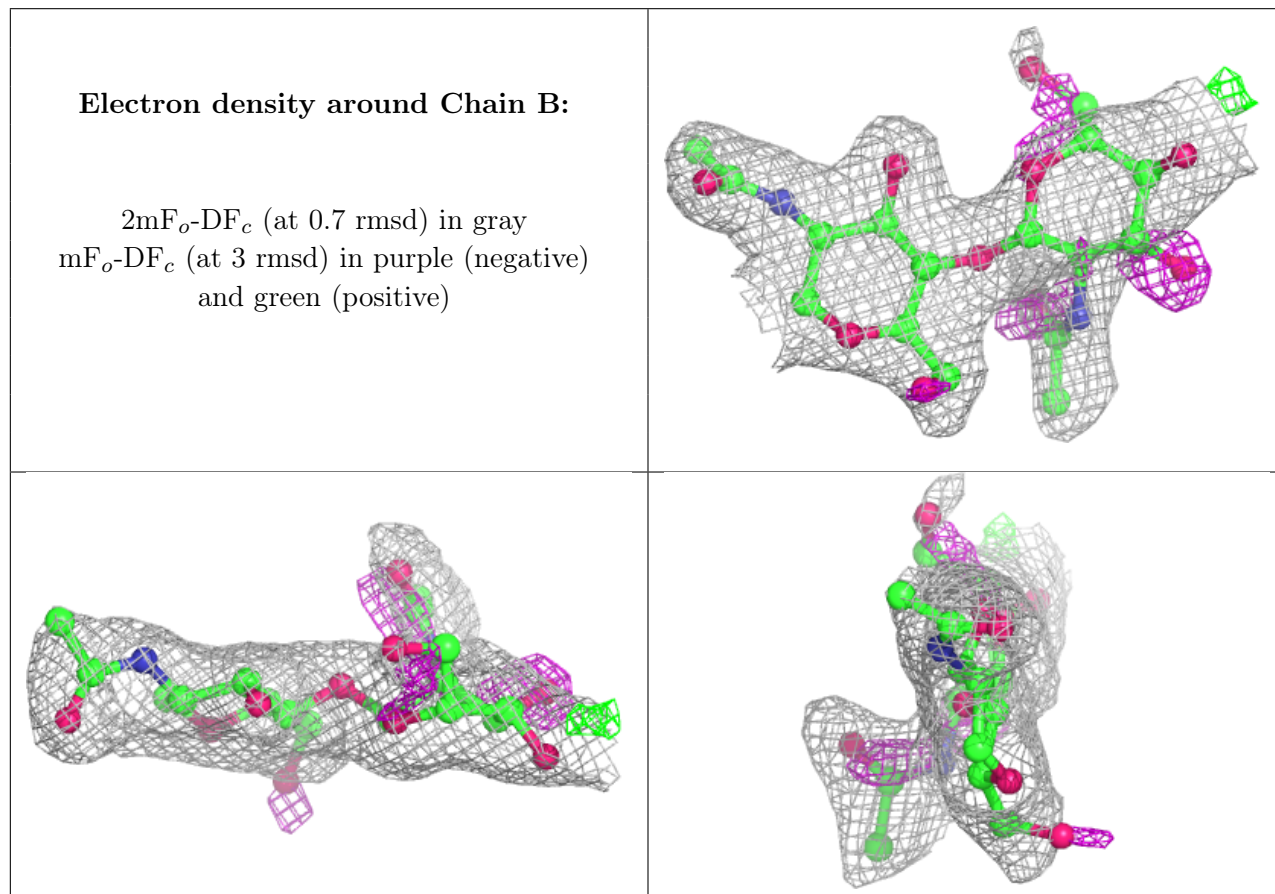 Electron density around Chain B:
2mFo-DFc (at 0.7 rmsd) in gray
mFo-DFc (at 3 rmsd) in purple (negative)
and green (positive)